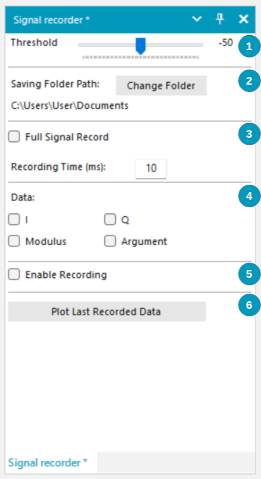 Signal recorder *
Threshold -50 1
2
Saving Folder Path: Change Folder
C:\Users\User\Documents
Full Signal Record 3
Recording Time (ms): 10
Data: 4
I Q
Modulus Argument
Enable Recording 5
6
Plot Last Recorded Data
Signal recorder *